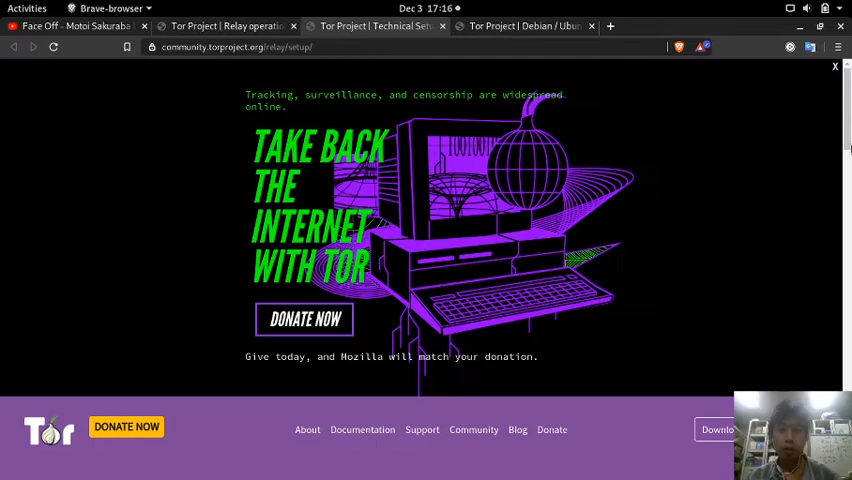 Activities
Brave-browser
Dec 3 17:16
Face Off - Motoi Sakuraba
Tor Project | Relay operatio
Tor Project | Technical Setu
Tor Project | Debian / Ubun
community.torproject.org/relay/setup/
X
Tracking, surveillance, and censorship are widespread
online.
TAKE BACK
THE
INTERNET
WITH TOR
DONATE NOW
Give today, and Mozilla will match your donation.
Tor
DONATE NOW
About
Documentation
Support
Community
Blog
Donate
Downlo